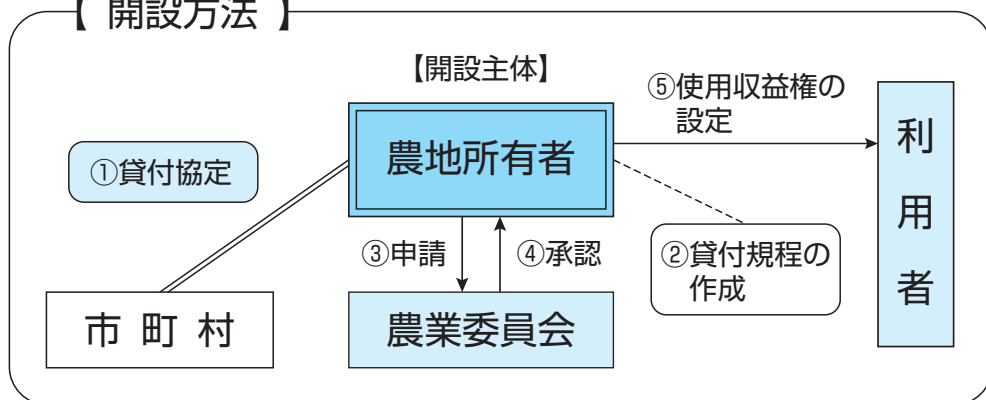 【 開設方法 】
【開設主体】
農地所有者
①貸付協定
⑤使用収益権の
設定
利用者
③申請
④承認
②貸付規程の
作成
市町村
農業委員会